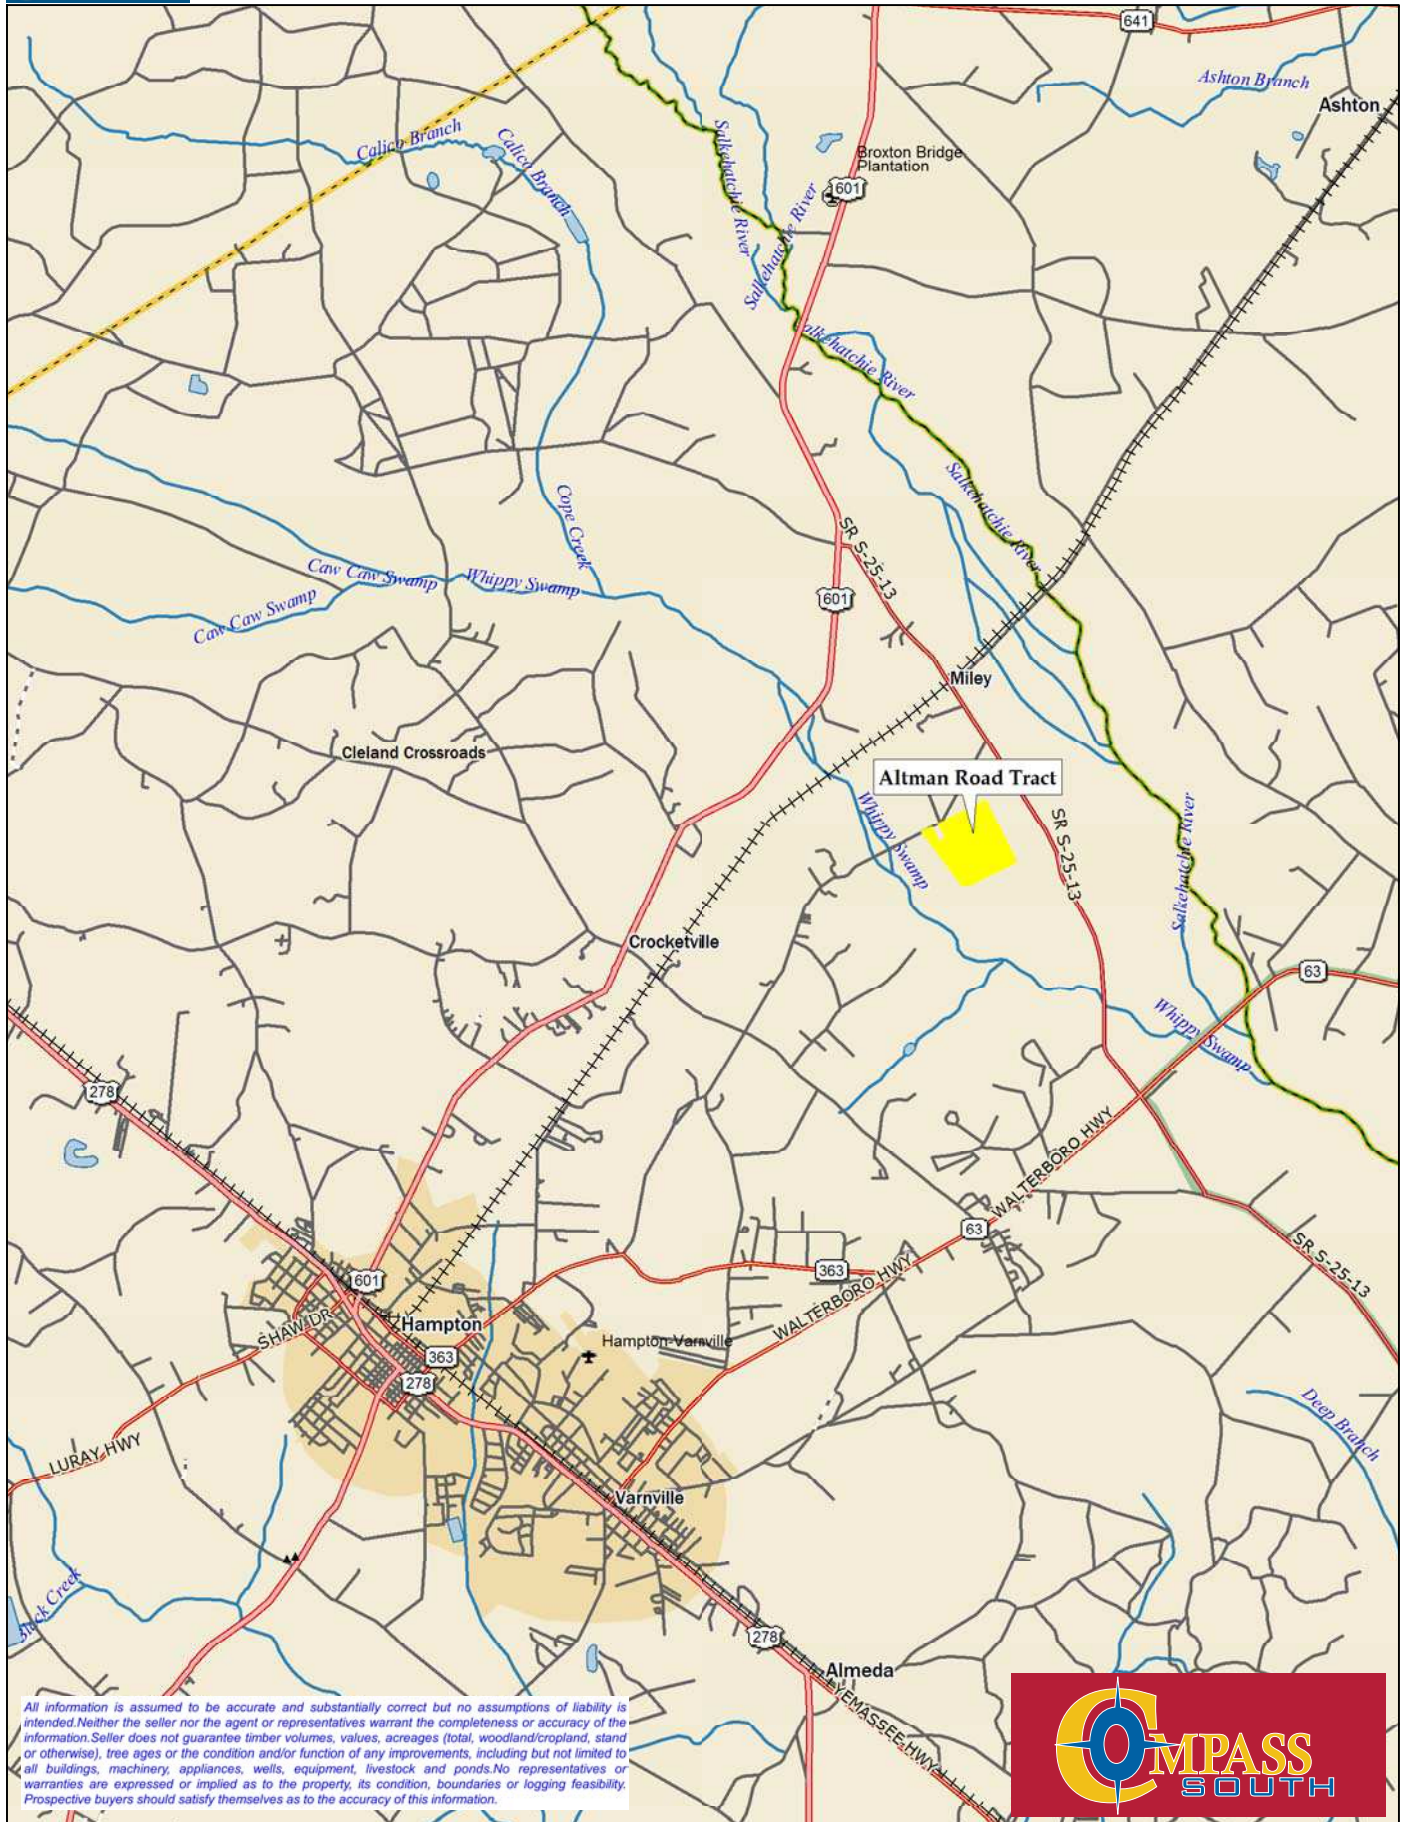 641
Ashton Branch
Ashton
Calico Branch
Calico Branch
Salkehatchie River
Broxton Bridge
Plantation
601
Salkehatchie River
alkehatchie River
Salkehatchie River
Cope Creek
SR S-25-13
Caw Caw Swamp
Whippy Swamp
Caw Caw Swamp
601
Miley
Cleland Crossroads
Altman Road Tract
Whippy Swamp
SR S-25-13
Salkehatchie River
Crocketville
63
Whippy Swamp
278
WALTERBORO HWY
63
SR S-25-13
363
WALTERBORO HWY
601
SHAW DR
Hampton
Hampton-Varnville
363
278
Deep Branch
LURAY HWY
Varnville
Black Creek
278
Almeda
YEMASSEE HWY
All information is assumed to be accurate and substantially correct but no assumptions of liability is
intended.Neither the seller nor the agent or representatives warrant the completeness or accuracy of the
information.Seller does not guarantee timber volumes, values, acreages (total, woodland/cropland, stand
or otherwise), tree ages or the condition and/or function of any improvements, including but not limited to
all buildings, machinery, appliances, wells, equipment, livestock and ponds.No representatives or
warranties are expressed or implied as to the property, its condition, boundaries or logging feasibility.
Prospective buyers should satisfy themselves as to the accuracy of this information.
COMPASS
SOUTH